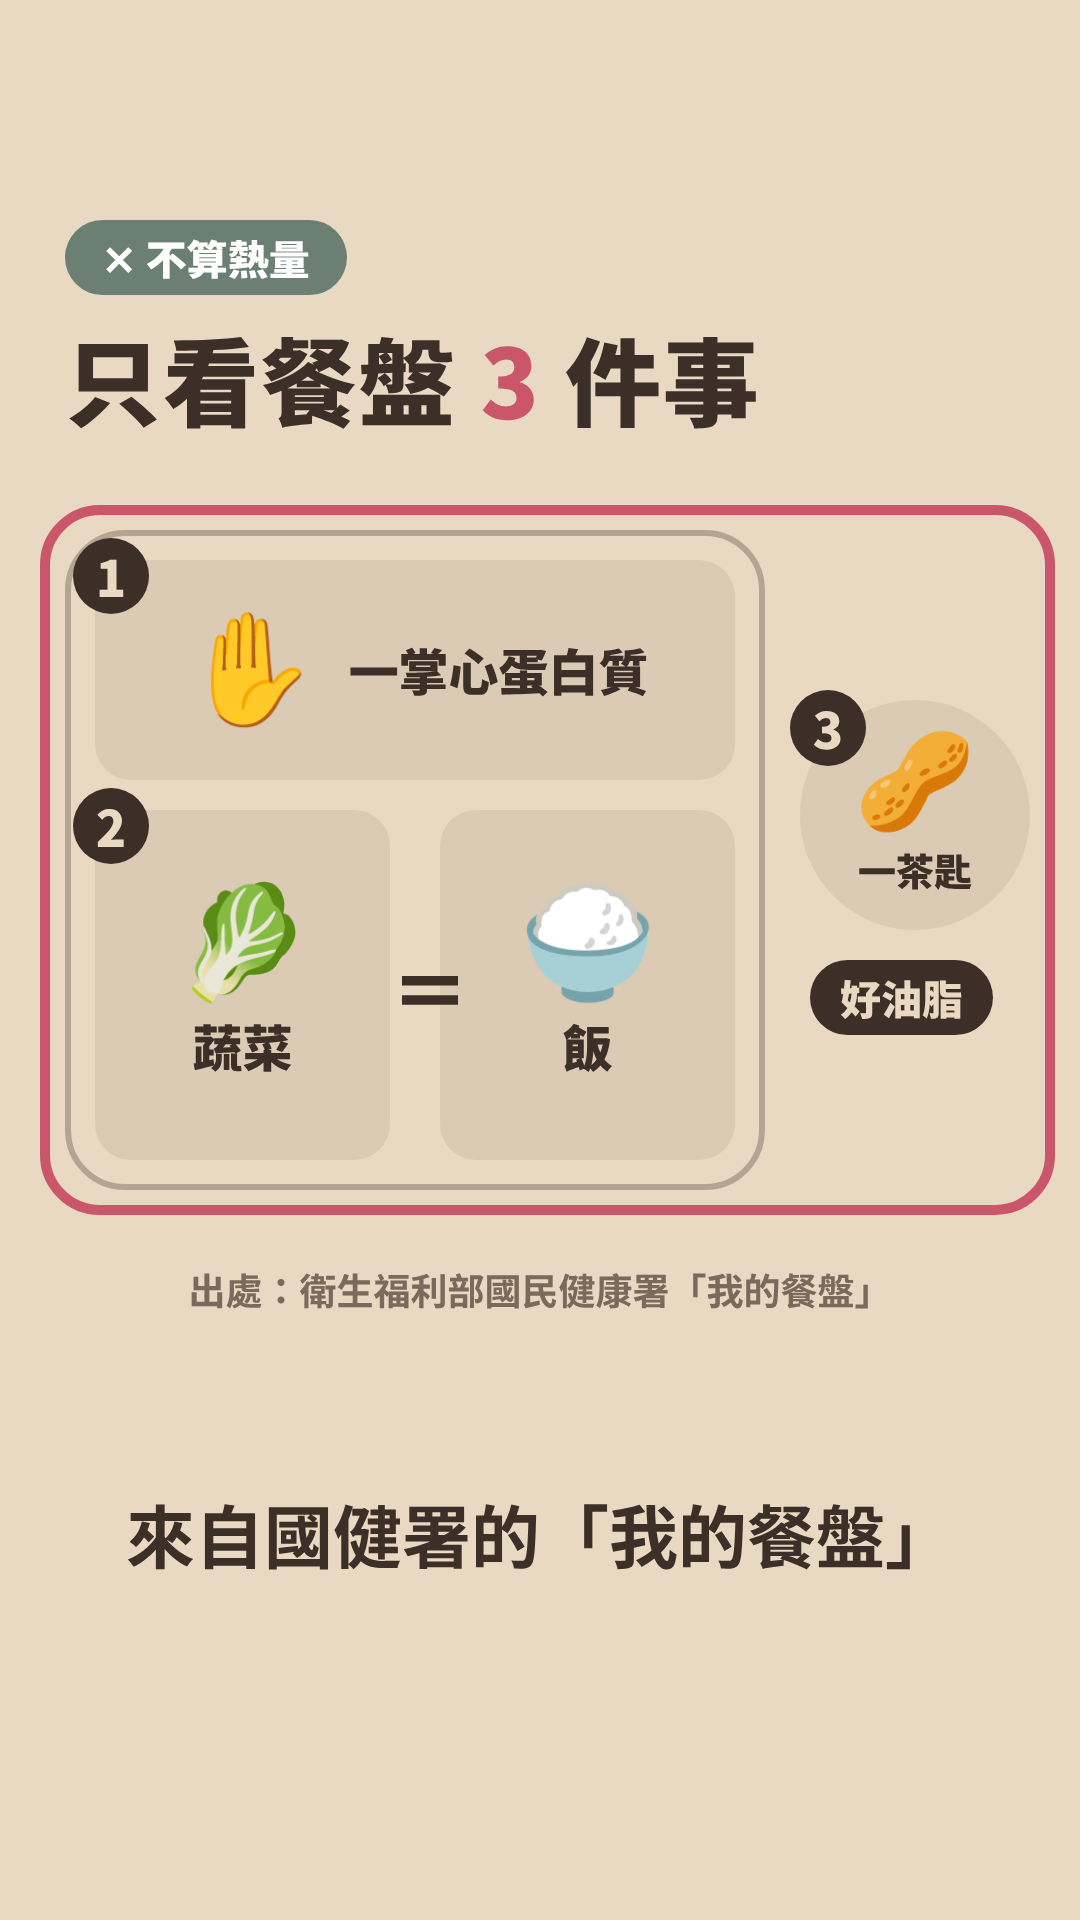 × 不算熱量
只看餐盤 3 件事
1
一掌心蛋白質
2
蔬菜
=
飯
3
一茶匙
好油脂
出處：衛生福利部國民健康署「我的餐盤」
來自國健署的「我的餐盤」